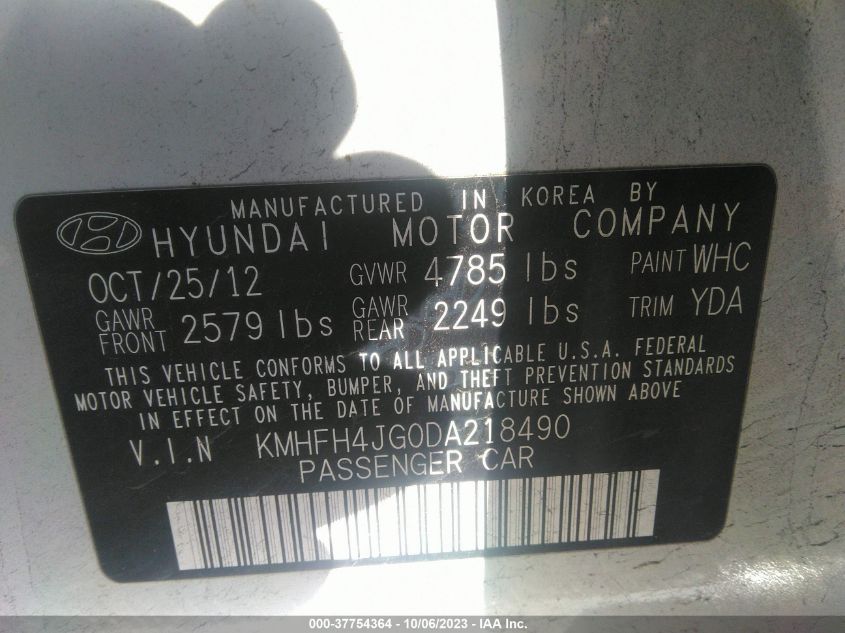 MANUFACTURED IN KOREA BY
HYUNDAI MOTOR COMPANY
OCT/25/12 GVWR 4785 lbs PAINT WHC
GAWR FRONT 2579 lbs GAWR REAR 2249 lbs TRIM YDA
THIS VEHICLE CONFORMS TO ALL APPLICABLE U.S.A. FEDERAL
MOTOR VEHICLE SAFETY, BUMPER, AND THEFT PREVENTION STANDARDS
IN EFFECT ON THE DATE OF MANUFACTURE SHOWN ABOVE
V.I.N KMHFH4JG0DA218490
PASSENGER CAR
000-37754364 - 10/06/2023 - IAA Inc.